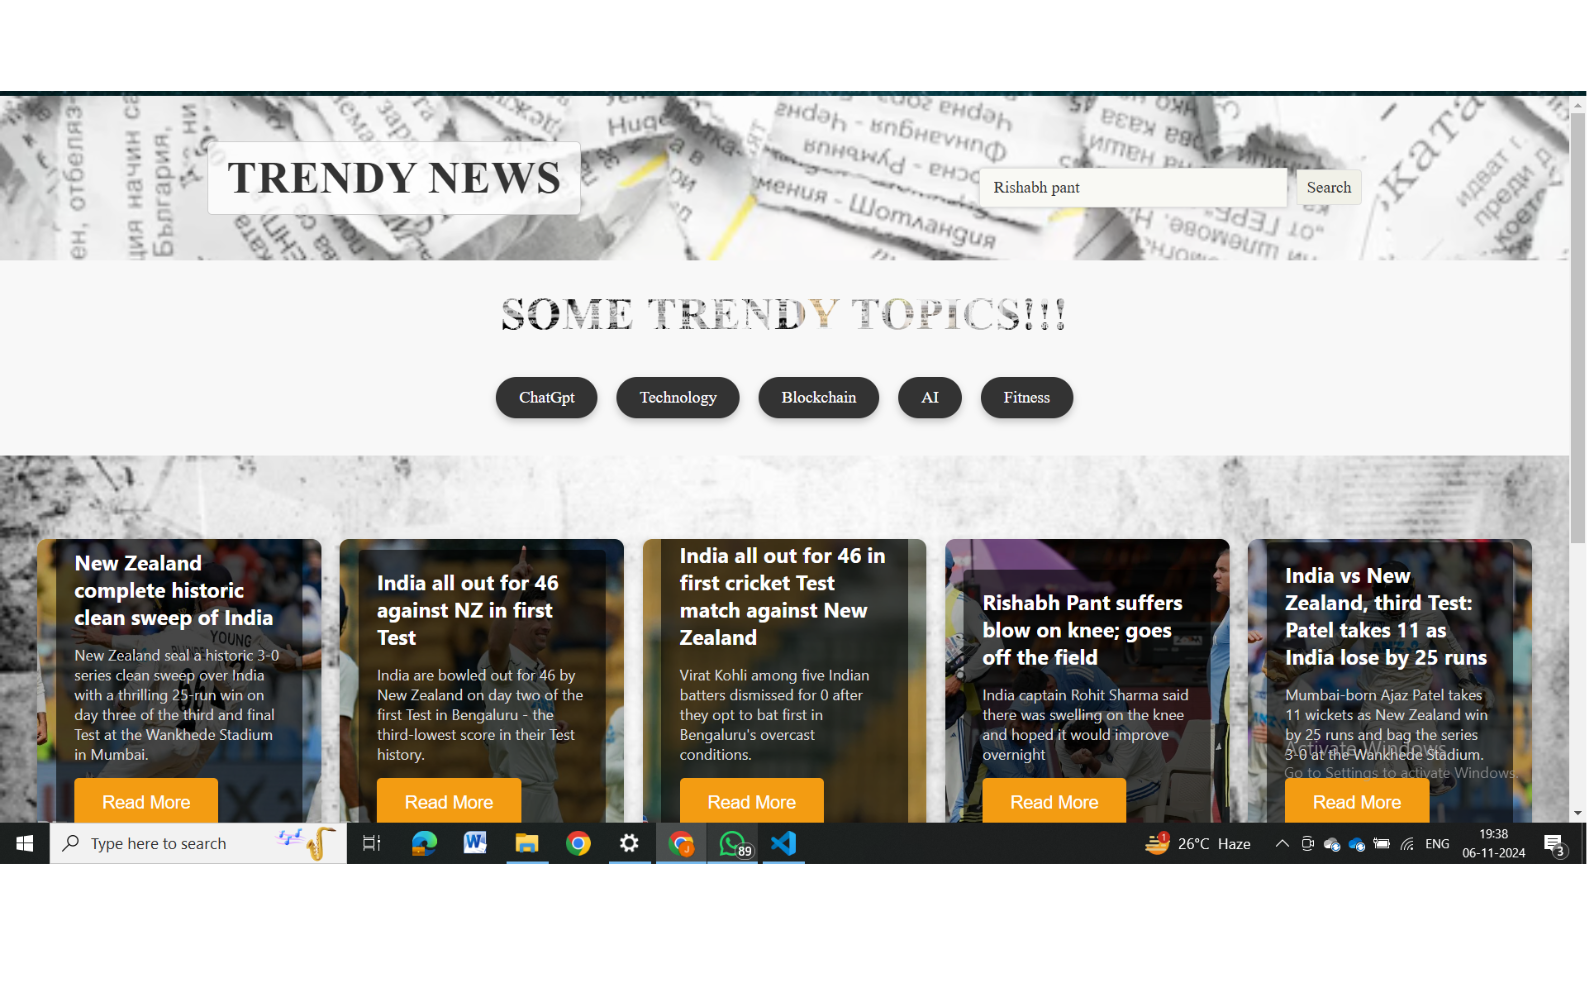 TRENDY NEWS
Rishabh pant
Search
SOME TRENDY TOPICS!!!
ChatGpt
Technology
Blockchain
AI
Fitness
New Zealand
complete historic
clean sweep of India
New Zealand seal a historic 3-0
series clean sweep over India
with a thrilling 25-run win on
day three of the third and final
Test at the Wankhede Stadium
in Mumbai.
Read More
India all out for 46
against NZ in first
Test
India are bowled out for 46 by
New Zealand on day two of the
first Test in Bengaluru - the
third-lowest score in their Test
history.
Read More
India all out for 46 in
first cricket Test
match against New
Zealand
Virat Kohli among five Indian
batters dismissed for 0 after
they opt to bat first in
Bengaluru's overcast
conditions.
Read More
Rishabh Pant suffers
blow on knee; goes
off the field
India captain Rohit Sharma said
there was swelling on the knee
and hoped it would improve
overnight
Read More
India vs New
Zealand, third Test:
Patel takes 11 as
India lose by 25 runs
Mumbai-born Ajaz Patel takes
11 wickets as New Zealand win
by 25 runs and bag the series
3-0 at the Wankhede Stadium.
Read More
Activate Windows
Go to Settings to activate Windows.
Type here to search
89
1
26°C Haze
ENG
19:38
06-11-2024
3